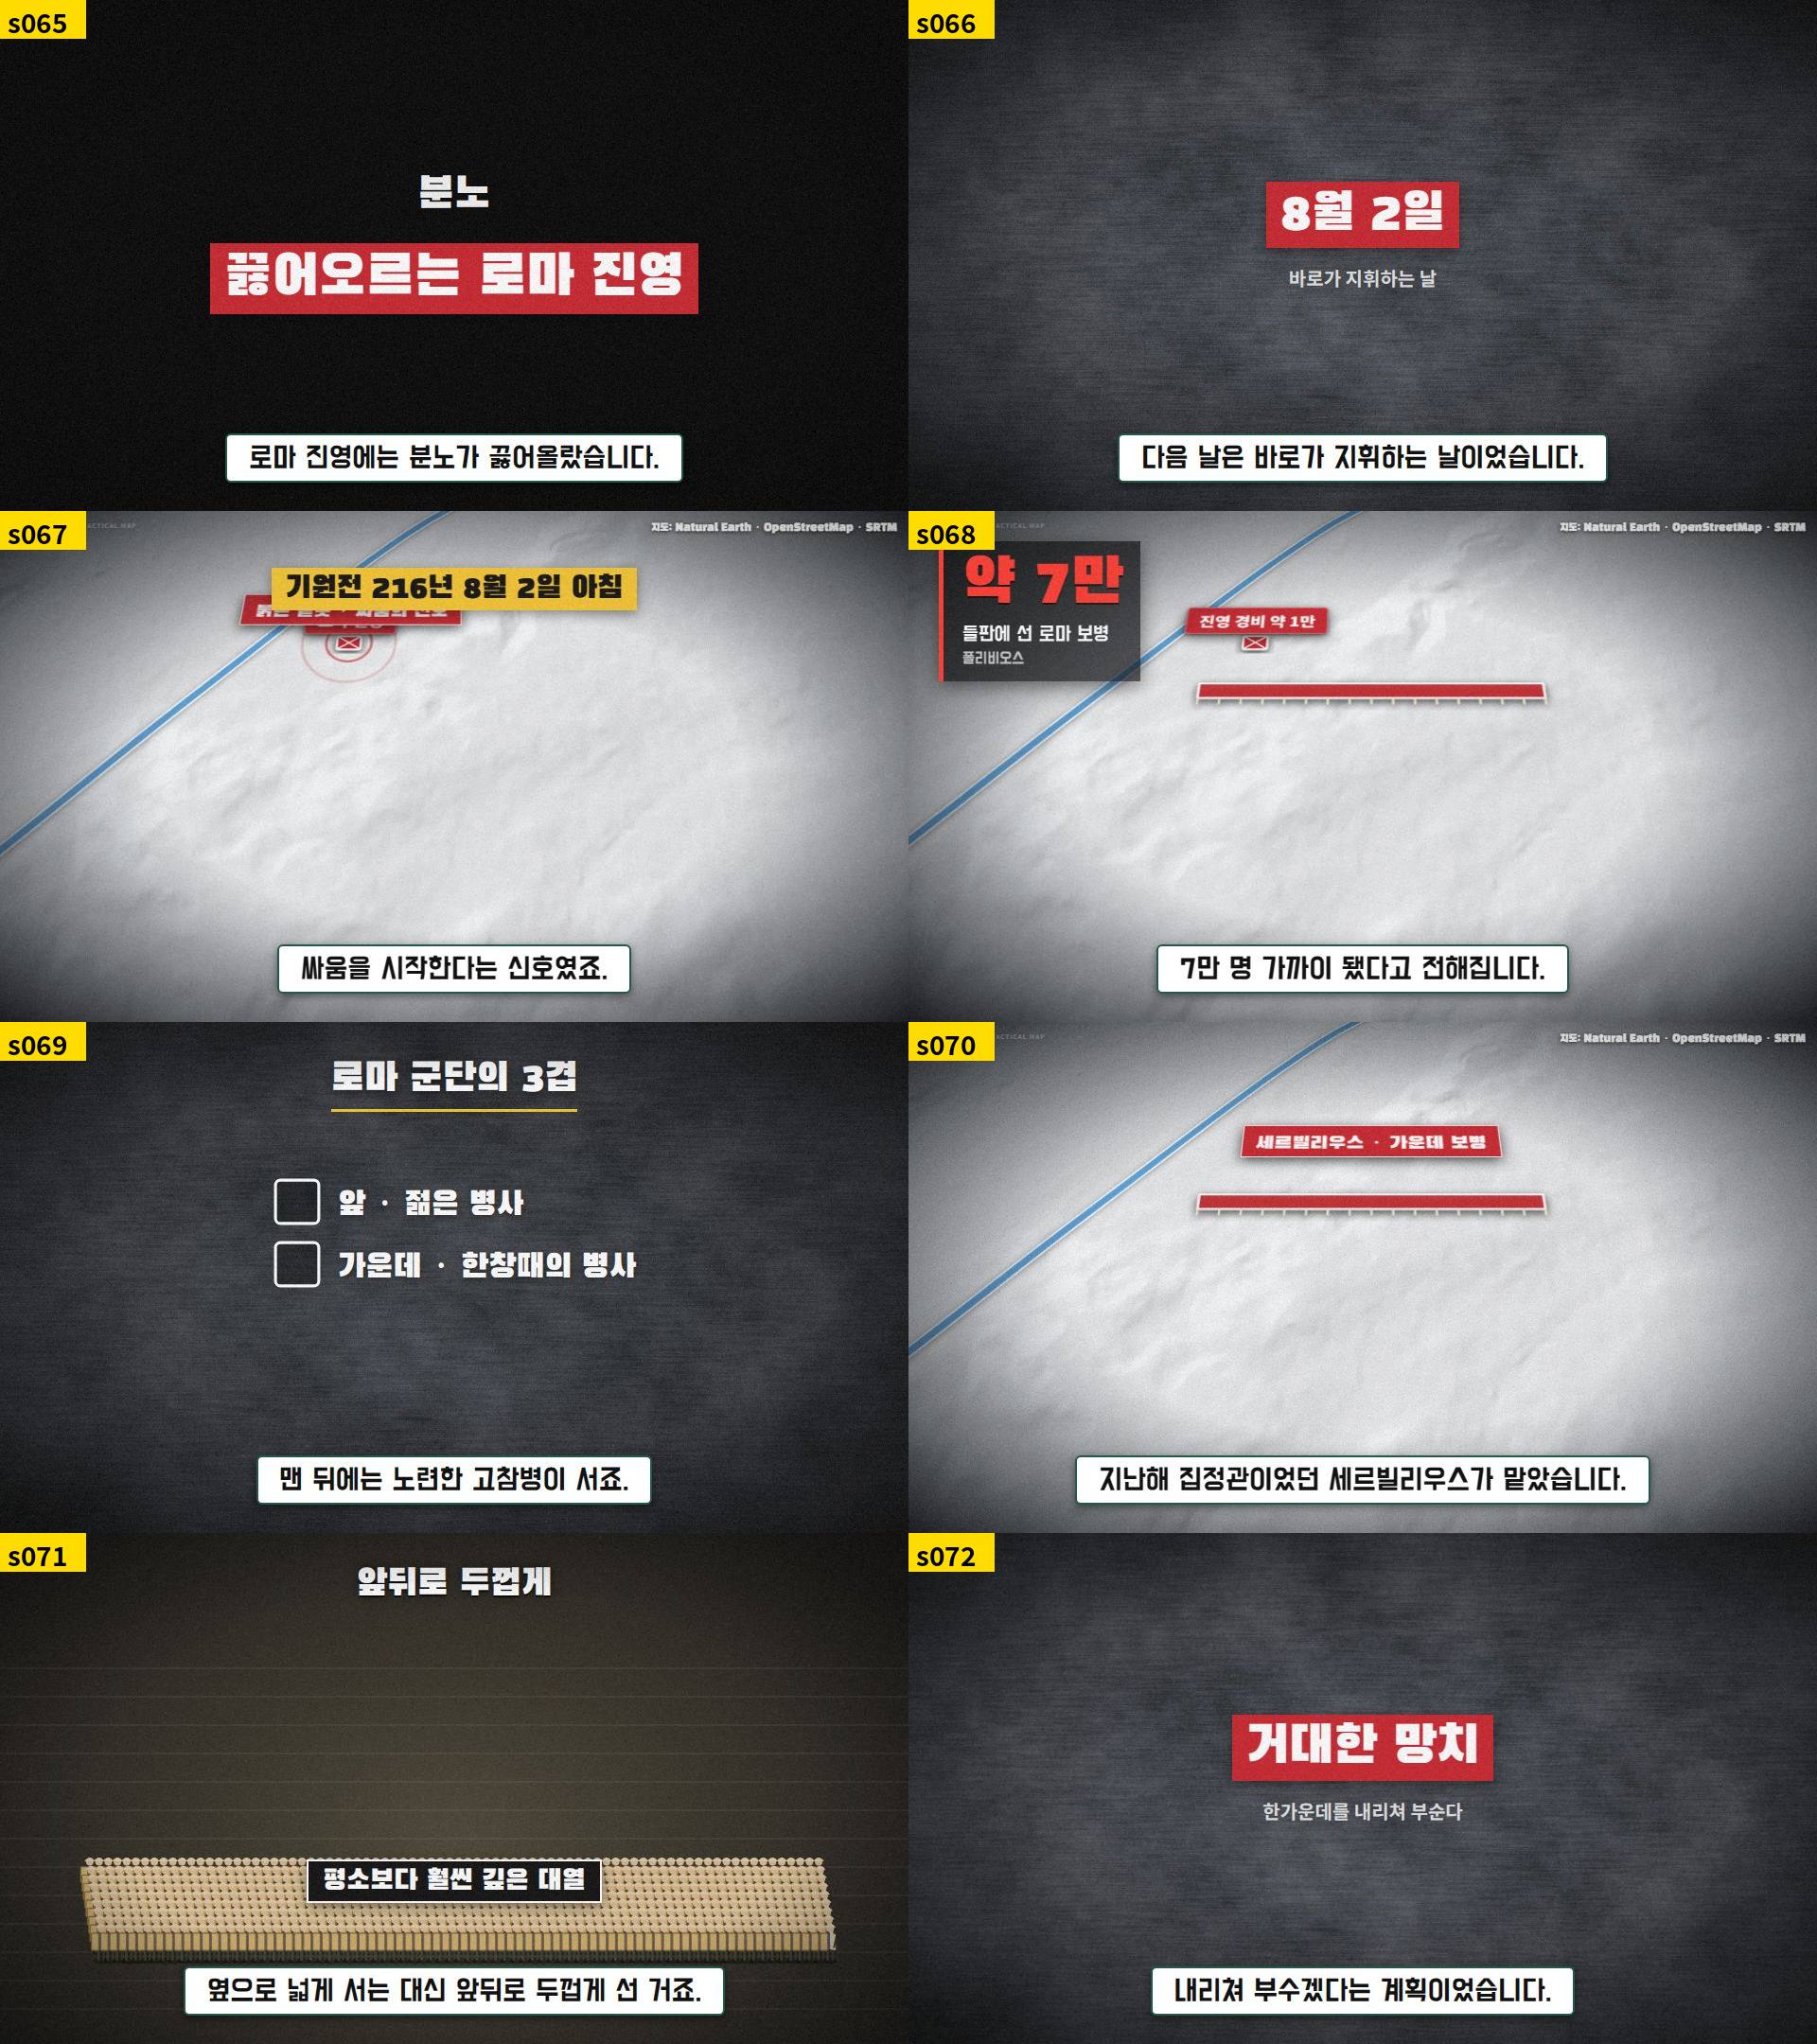 s065
분노
끓어오르는 로마 진영
로마 진영에는 분노가 끓어올랐습니다.
s066
8월 2일
바로가 지휘하는 날
다음 날은 바로가 지휘하는 날이었습니다.
s067
지도: Natural Earth · OpenStreetMap · SRTM
기원전 216년 8월 2일 아침
싸움을 시작한다는 신호였죠.
s068
지도: Natural Earth · OpenStreetMap · SRTM
약 7만
들판에 선 로마 보병
폴리비오스
진영 경비 약 1만
7만 명 가까이 됐다고 전해집니다.
s069
로마 군단의 3겹
앞 · 젊은 병사
가운데 · 한창때의 병사
맨 뒤에는 노련한 고참병이 서죠.
s070
지도: Natural Earth · OpenStreetMap · SRTM
세르빌리우스 · 가운데 보병
지난해 집정관이었던 세르빌리우스가 맡았습니다.
s071
앞뒤로 두껍게
평소보다 훨씬 깊은 대열
옆으로 넓게 서는 대신 앞뒤로 두껍게 선 거죠.
s072
거대한 망치
한가운데를 내리쳐 부순다
내리쳐 부수겠다는 계획이었습니다.